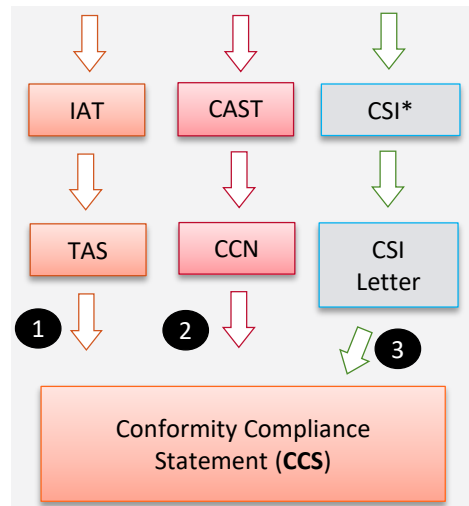 IAT
CAST
CSI*
TAS
CCN
CSI
Letter
1
2
3
Conformity Compliance
Statement (CCS)